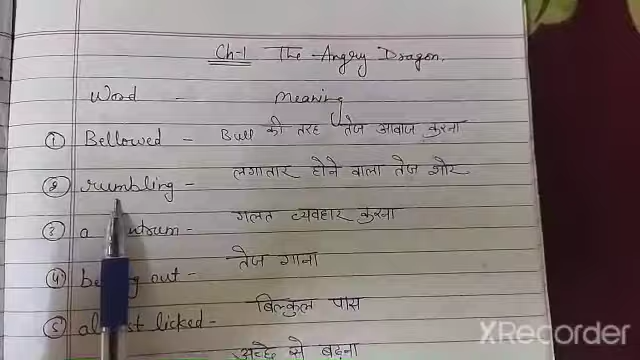 Ch-1 The Angry Dragon.
Word - Meaning
① Bellowed - Bull की तरह तेज आवाज करना
② rumbling - लगातार होने वाला तेज शोर
③ a - गलत व्यवहार करना
④ out - तेज गाना
⑤ licked - बिल्कुल पास
से
XRecorder